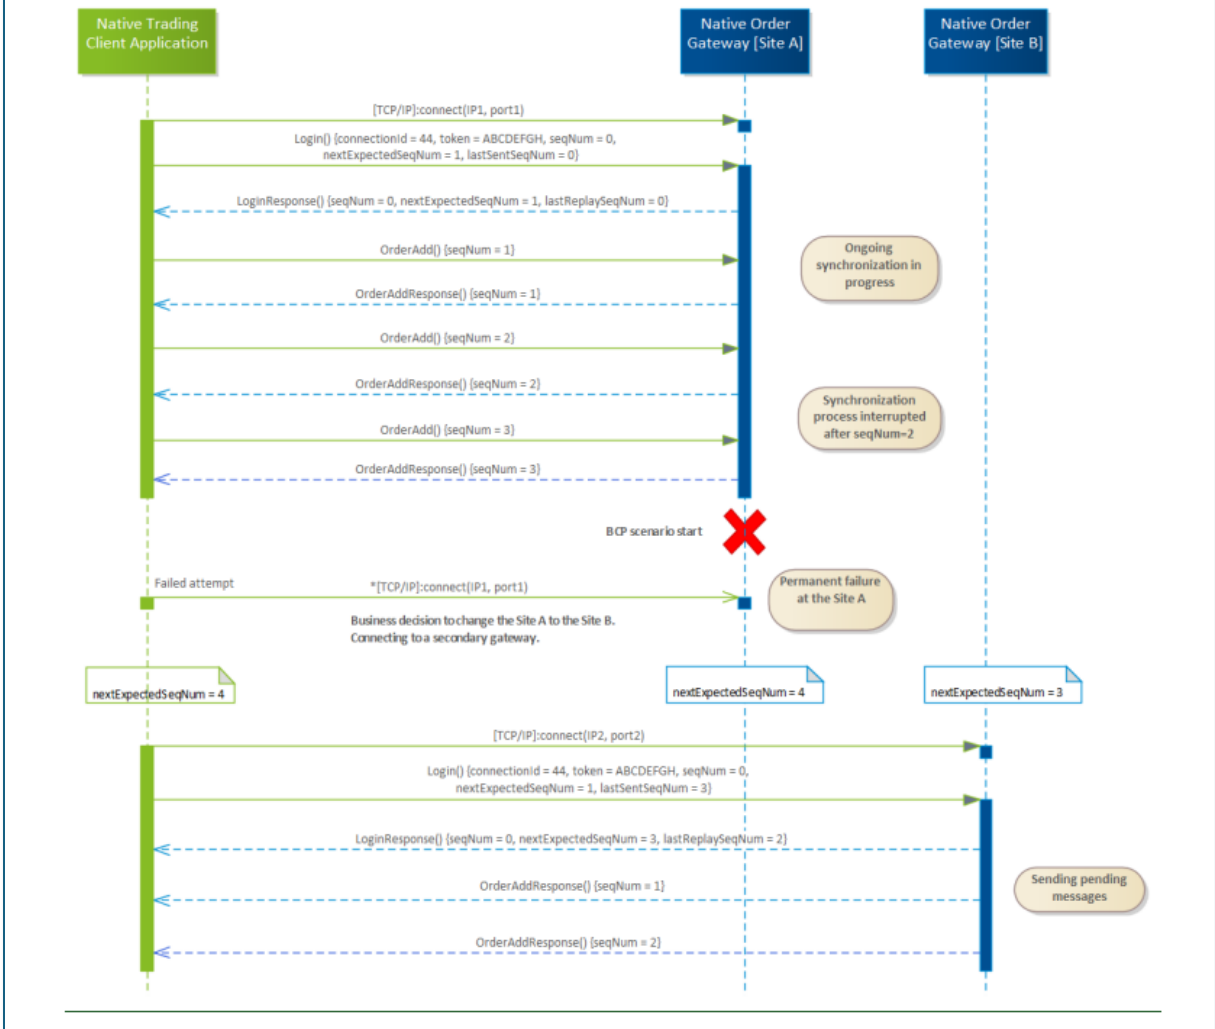 Native Trading
Client Application
Native Order
Gateway [Site A]
Native Order
Gateway [Site B]
[TCP/IP]:connect(IP1, port1)
Login() {connectionId = 44, token = ABCDEFGH, seqNum = 0,
nextExpectedSeqNum = 1, lastSentSeqNum = 0}
LoginResponse() {seqNum = 0, nextExpectedSeqNum = 1, lastReplaySeqNum = 0}
OrderAdd() {seqNum = 1}
Ongoing
synchronization in
progress
OrderAddResponse() {seqNum = 1}
OrderAdd() {seqNum = 2}
OrderAddResponse() {seqNum = 2}
Synchronization
process interrupted
after seqNum=2
OrderAdd() {seqNum = 3}
OrderAddResponse() {seqNum = 3}
BCP scenario start
Failed attempt
*[TCP/IP]:connect(IP1, port1)
Permanent failure
at the Site A
Business decision to change the Site A to the Site B.
Connecting to a secondary gateway.
nextExpectedSeqNum = 4
nextExpectedSeqNum = 4
nextExpectedSeqNum = 3
[TCP/IP]:connect(IP2, port2)
Login() {connectionId = 44, token = ABCDEFGH, seqNum = 0,
nextExpectedSeqNum = 1, lastSentSeqNum = 3}
LoginResponse() {seqNum = 0, nextExpectedSeqNum = 3, lastReplaySeqNum = 2}
OrderAddResponse() {seqNum = 1}
Sending pending
messages
OrderAddResponse() {seqNum = 2}